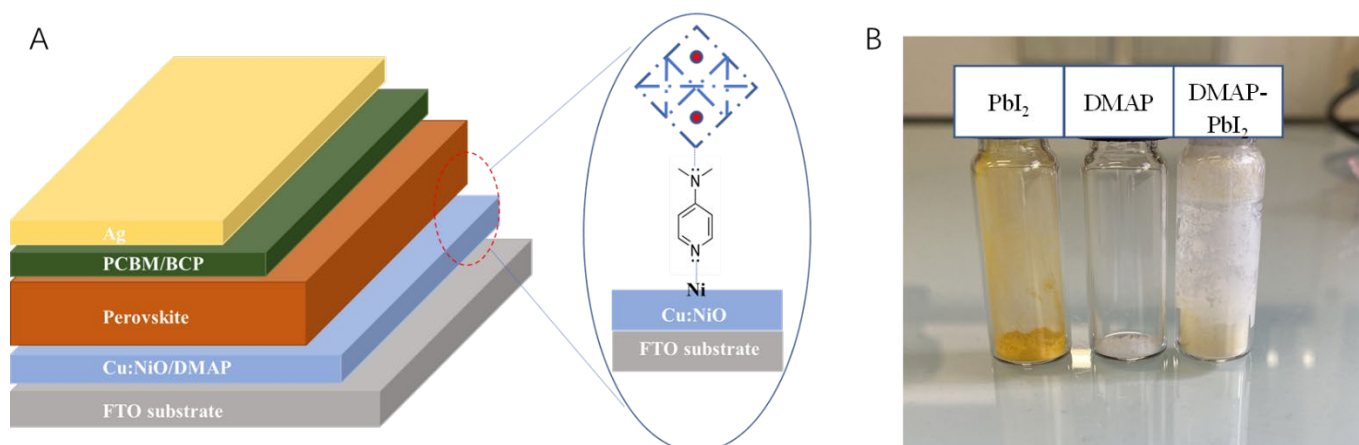 A
Ag
PCBM/BCP
Perovskite
Cu:NiO/DMAP
FTO substrate
N
N
Ni
Cu:NiO
FTO substrate
B
PbI₂
DMAP
DMAP-
PbI₂